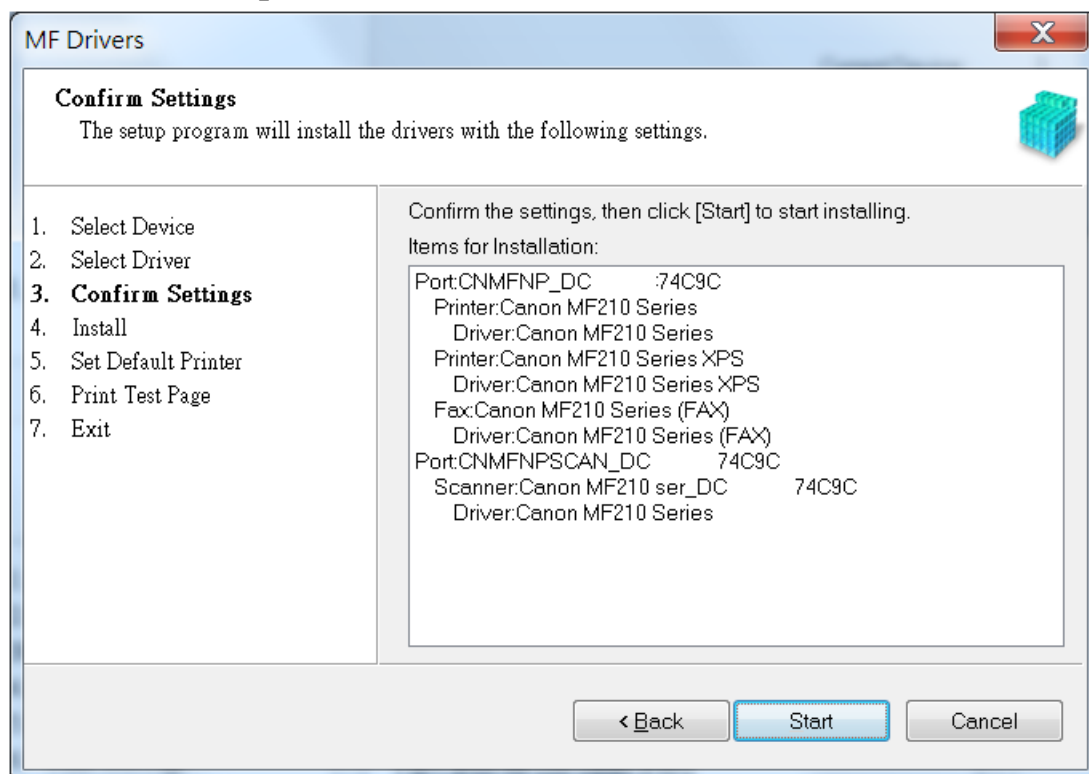 MF Drivers
Confirm Settings
The setup program will install the drivers with the following settings.
1. Select Device
2. Select Driver
3. Confirm Settings
4. Install
5. Set Default Printer
6. Print Test Page
7. Exit
Confirm the settings, then click [Start] to start installing.
Items for Installation:
Port:CNMFNP_DC :74C9C
Printer:Canon MF210 Series
Driver:Canon MF210 Series
Printer:Canon MF210 Series XPS
Driver:Canon MF210 Series XPS
Fax:Canon MF210 Series (FAX)
Driver:Canon MF210 Series (FAX)
Port:CNMFNPSCAN_DC 74C9C
Scanner:Canon MF210 ser_DC 74C9C
Driver:Canon MF210 Series
< Back
Start
Cancel